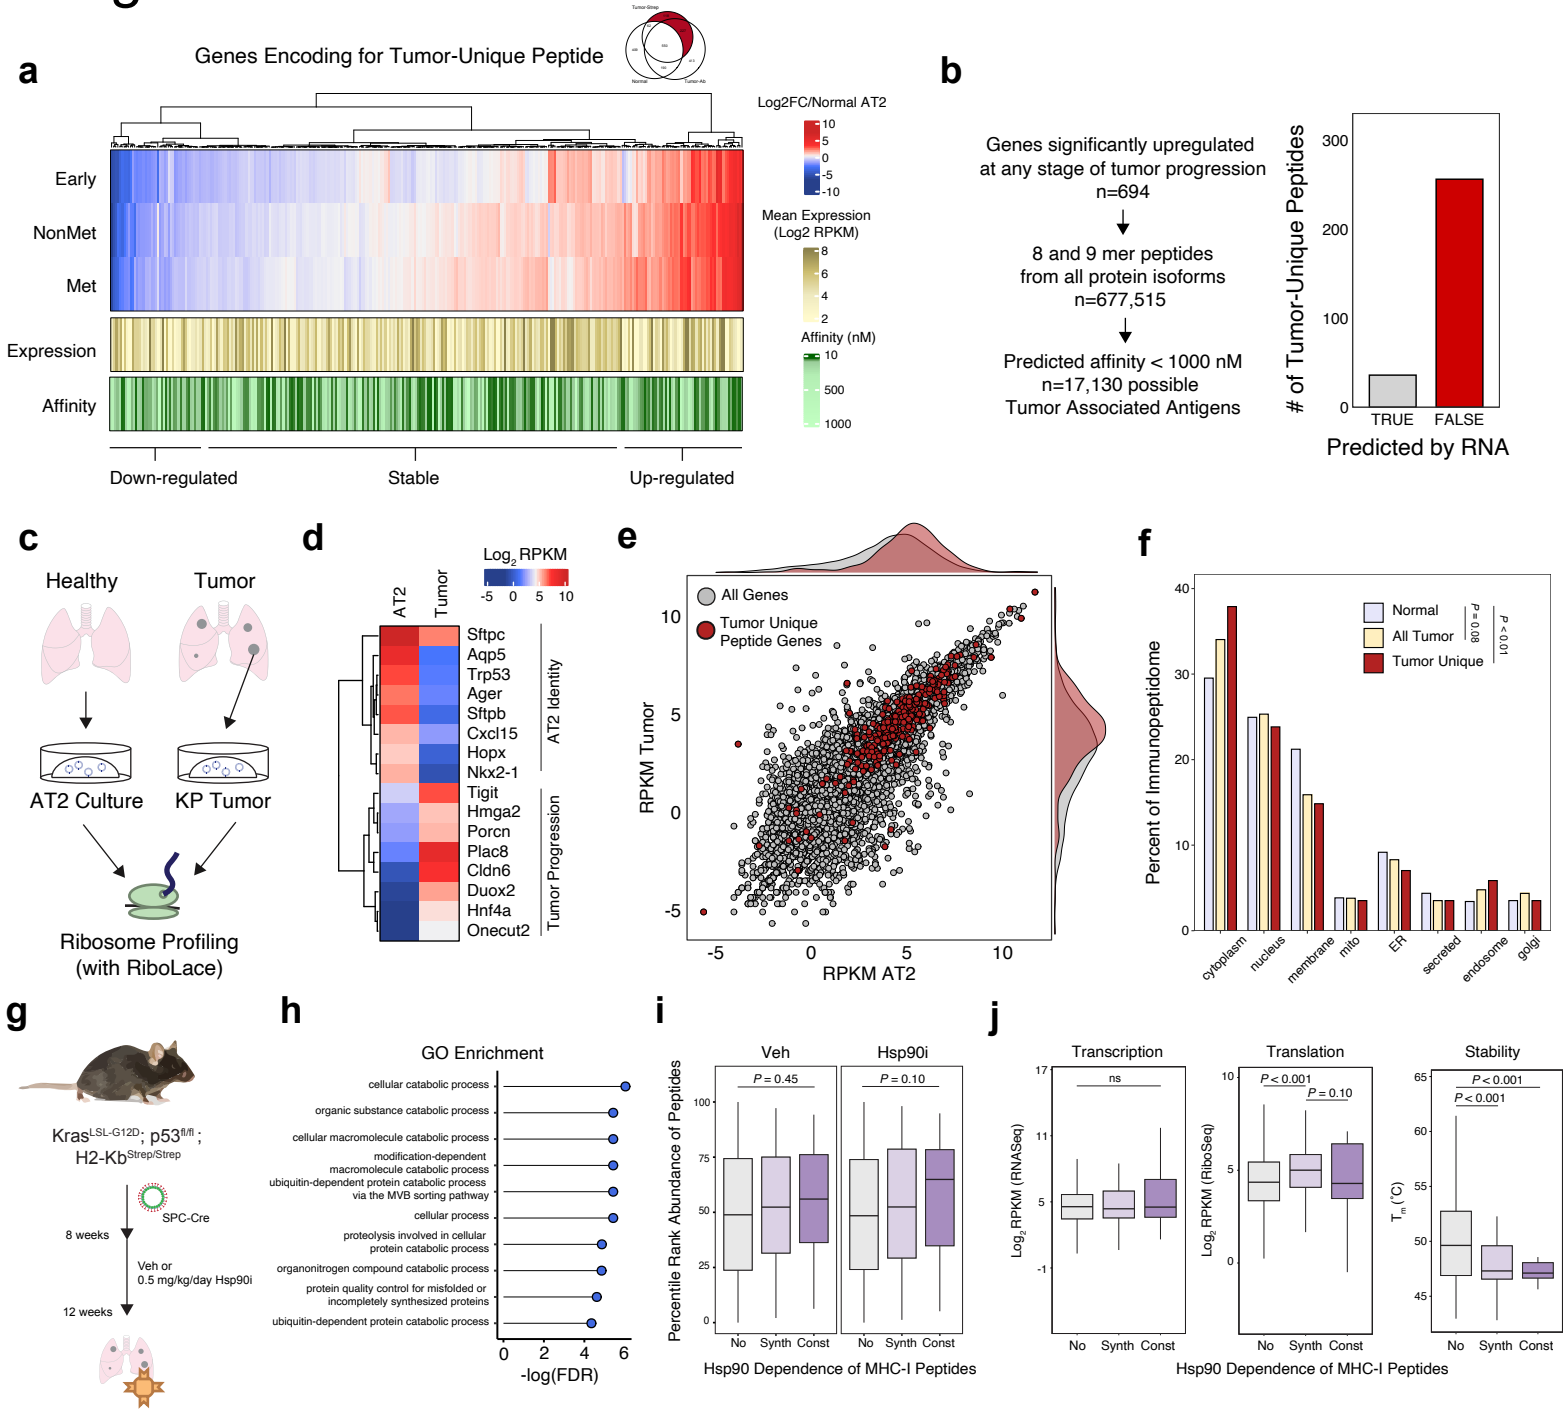 a
Genes Encoding for Tumor-Unique Peptide
Tumor-Strep
Normal
Tumor-Alc
Early
NonMet
Met
Expression
Affinity
Down-regulated
Stable
Up-regulated
Log2FC/Normal AT2
10
5
0
-5
-10
Mean Expression
(Log2 RPKM)
8
6
4
2
Affinity (nM)
10
500
1000
b
Genes significantly upregulated
at any stage of tumor progression
n=694
8 and 9 mer peptides
from all protein isoforms
n=677,515
Predicted affinity < 1000 nM
n=17,130 possible
Tumor Associated Antigens
# of Tumor-Unique Peptides
300
200
100
0
TRUE
FALSE
Predicted by RNA
c
Healthy
Tumor
AT2 Culture
KP Tumor
Ribosome Profiling
(with RiboLace)
d
Log2 RPKM
-5 0 5 10
AT2
Tumor
Sftpc
Aqp5
Trp53
Ager
Sftpb
Cxcl15
Hopx
Nkx2-1
Tigit
Hmga2
Porcn
Plac8
Cldn6
Duox2
Hnf4a
Onecut2
AT2 Identity
Tumor Progression
e
All Genes
Tumor Unique
Peptide Genes
RPKM Tumor
10
5
0
-5
-5 0 5 10
RPKM AT2
f
Percent of Immunopeptidome
40
30
20
10
0
Normal
All Tumor
Tumor Unique
P = 0.08
P < 0.01
cytoplasm
nucleus
membrane
mito
ER
secreted
endosome
golgi
g
KrasLSL-G12D; p53fl/fl ;
H2-KbStrep/Strep
SPC-Cre
8 weeks
Veh or
0.5 mg/kg/day Hsp90i
12 weeks
h
GO Enrichment
cellular catabolic process
organic substance catabolic process
cellular macromolecule catabolic process
modification-dependent
macromolecule catabolic process
ubiquitin-dependent protein catabolic process
via the MVB sorting pathway
cellular process
proteolysis involved in cellular
protein catabolic process
organonitrogen compound catabolic process
protein quality control for misfolded or
incompletely synthesized proteins
ubiquitin-dependent protein catabolic process
0 2 4 6
-log(FDR)
i
Veh
Hsp90i
P = 0.45
P = 0.10
Percentile Rank Abundance of Peptides
100
75
50
25
0
No Synth Const
No Synth Const
Hsp90 Dependence of MHC-I Peptides
j
Transcription
Translation
Stability
ns
Log2 RPKM (RNASeq)
17
11
5
-1
No Synth Const
P < 0.001
P = 0.10
Log2 RPKM (RiboSeq)
10
5
0
No Synth Const
P < 0.001
P < 0.001
Tm (°C)
65
60
55
50
45
No Synth Const
Hsp90 Dependence of MHC-I Peptides